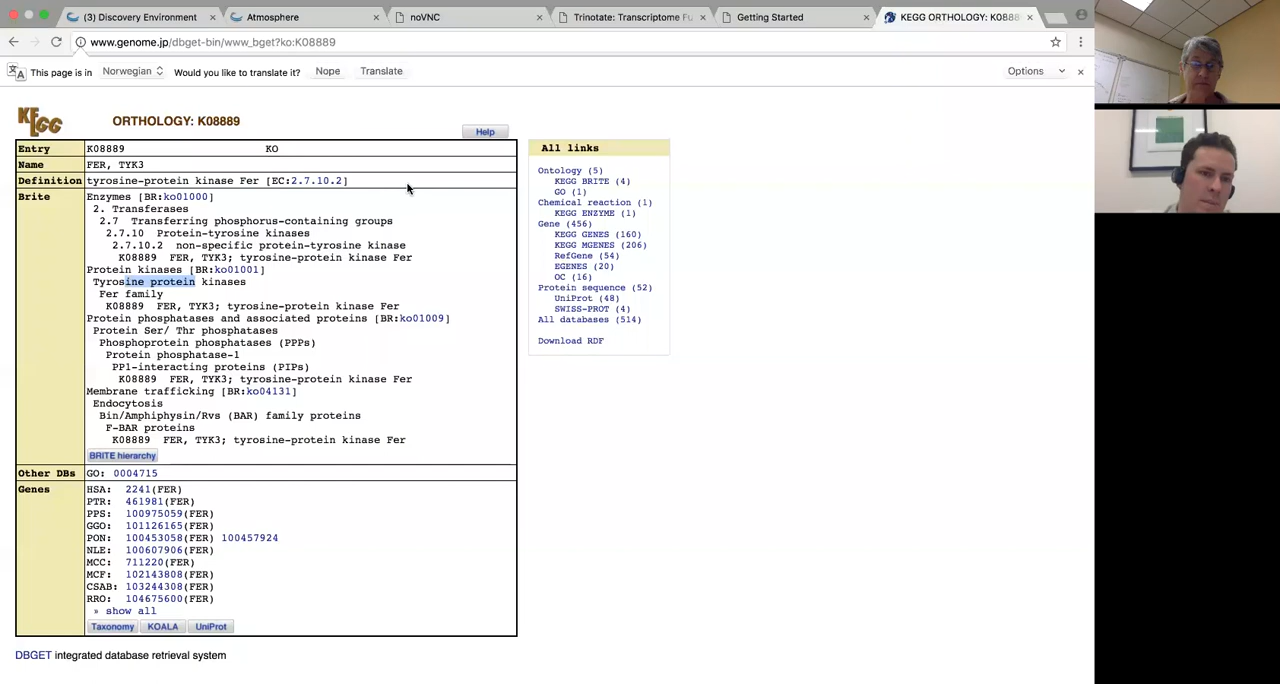 (3) Discovery Environment
Atmosphere
noVNC
Trinotate: Transcriptome Fu
Getting Started
KEGG ORTHOLOGY: K0888
www.genome.jp/dbget-bin/www_bget?ko:K08889
This page is in Norwegian Would you like to translate it? Nope Translate Options
KEGG ORTHOLOGY: K08889
Help
Entry K08889 KO
Name FER, TYK3
Definition tyrosine-protein kinase Fer [EC:2.7.10.2]
Brite Enzymes [BR:ko01000]
2. Transferases
2.7 Transferring phosphorus-containing groups
2.7.10 Protein-tyrosine kinases
2.7.10.2 non-specific protein-tyrosine kinase
K08889 FER, TYK3; tyrosine-protein kinase Fer
Protein kinases [BR:ko01001]
Tyrosine protein kinases
Fer family
K08889 FER, TYK3; tyrosine-protein kinase Fer
Protein phosphatases and associated proteins [BR:ko01009]
Protein Ser/ Thr phosphatases
Phosphoprotein phosphatases (PPPs)
Protein phosphatase-1
PP1-interacting proteins (PIPs)
K08889 FER, TYK3; tyrosine-protein kinase Fer
Membrane trafficking [BR:ko04131]
Endocytosis
Bin/Amphiphysin/Rvs (BAR) family proteins
F-BAR proteins
K08889 FER, TYK3; tyrosine-protein kinase Fer
BRITE hierarchy
Other DBs GO: 0004715
Genes HSA: 2241(FER)
PTR: 461981(FER)
PPS: 100975059(FER)
GGO: 101126165(FER)
PON: 100453058(FER) 100457924
NLE: 100607906(FER)
MCC: 711220(FER)
MCF: 102143808(FER)
CSAB: 103244308(FER)
RRO: 104675600(FER)
» show all
Taxonomy KOALA UniProt
All links
Ontology (5)
KEGG BRITE (4)
GO (1)
Chemical reaction (1)
KEGG ENZYME (1)
Gene (456)
KEGG GENES (160)
KEGG MGENES (206)
RefGene (54)
EGENES (20)
OC (16)
Protein sequence (52)
UniProt (48)
SWISS-PROT (4)
All databases (514)
Download RDF
DBGET integrated database retrieval system